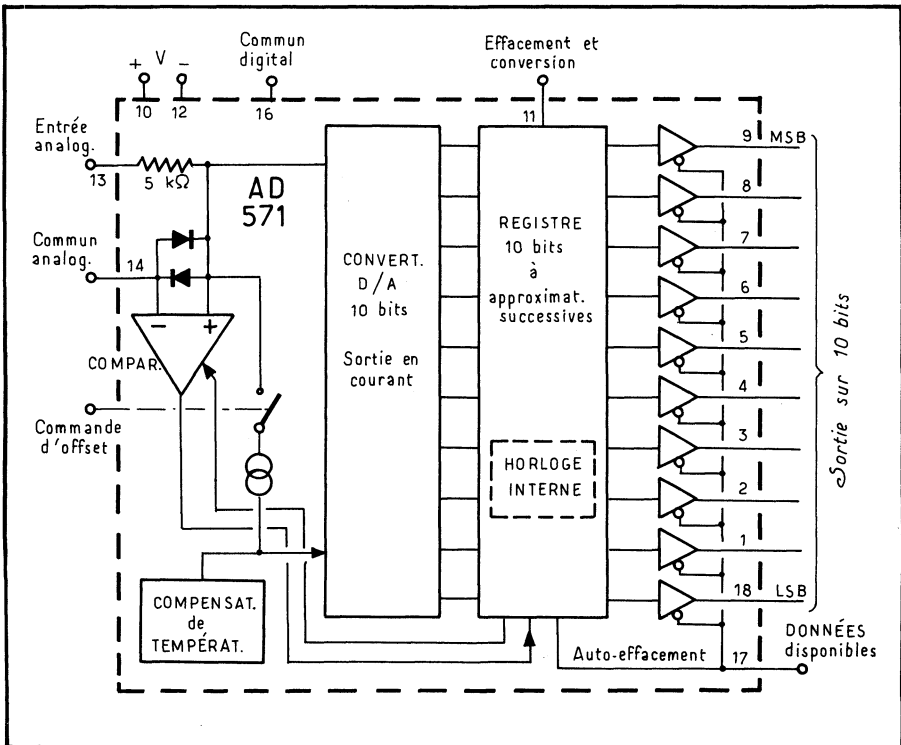 Commun
digital
Effacement et
conversion
+ V -
10
12
16
11
Entrée
analog.
13
5 kΩ
AD
571
Commun
analog.
14
- +
COMPAR.
Commande
d'offset
CONVERT.
D/A
10 bits
Sortie en
courant
REGISTRE
10 bits
à
approximat.
successives
HORLOGE
INTERNE
9 MSB
8
7
6
5
4
3
2
1
18 LSB
Sortie sur 10 bits
COMPENSAT.
de
TEMPÉRAT.
Auto-effacement
17
DONNÉES
disponibles